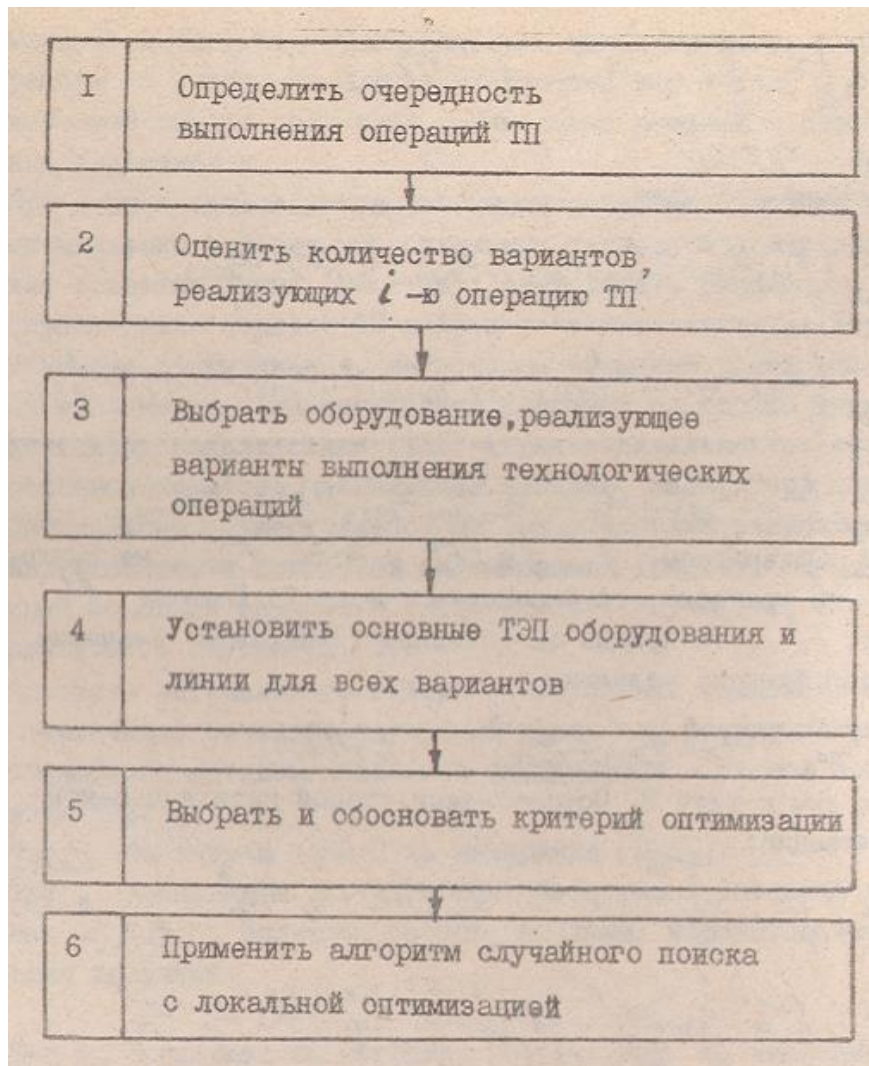 I Определить очередность
выполнения операций ТП
2 Оценить количество вариантов,
реализующих i -ю операцию ТП
3 Выбрать оборудование,реализующее
варианты выполнения технологических
операций
4 Установить основные ТЭП оборудования и
линии для всех вариантов
5 Выбрать и обосновать критерий оптимизации
6 Применить алгоритм случайного поиска
с локальной оптимизацией